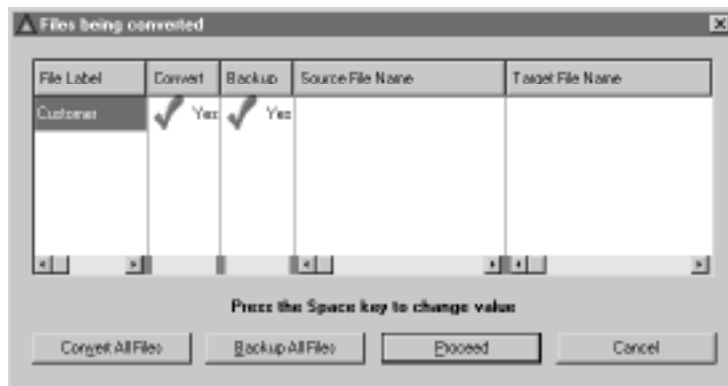 Files being converted
File Label Convert Backup Source File Name Target File Name
Customer Yes Yes
Press the Space key to change value
Convert All Files Backup All Files Proceed Cancel